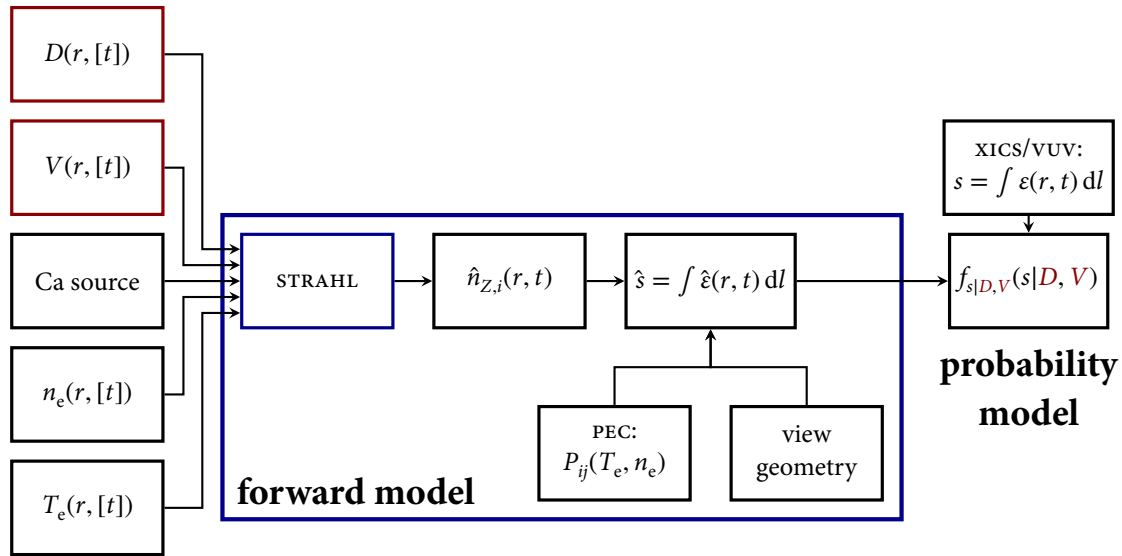 D(r, [t])
V(r, [t])
Ca source
nₑ(r, [t])
Tₑ(r, [t])
STRAHL
n̂_{Z,i}(r, t)
ŝ = ∫ ε̂(r, t) dl
PEC:
P_{ij}(Tₑ, nₑ)
view
geometry
forward model
XICS/VUV:
s = ∫ ε(r, t) dl
f_{s|D,V}(s|D, V)
probability
model